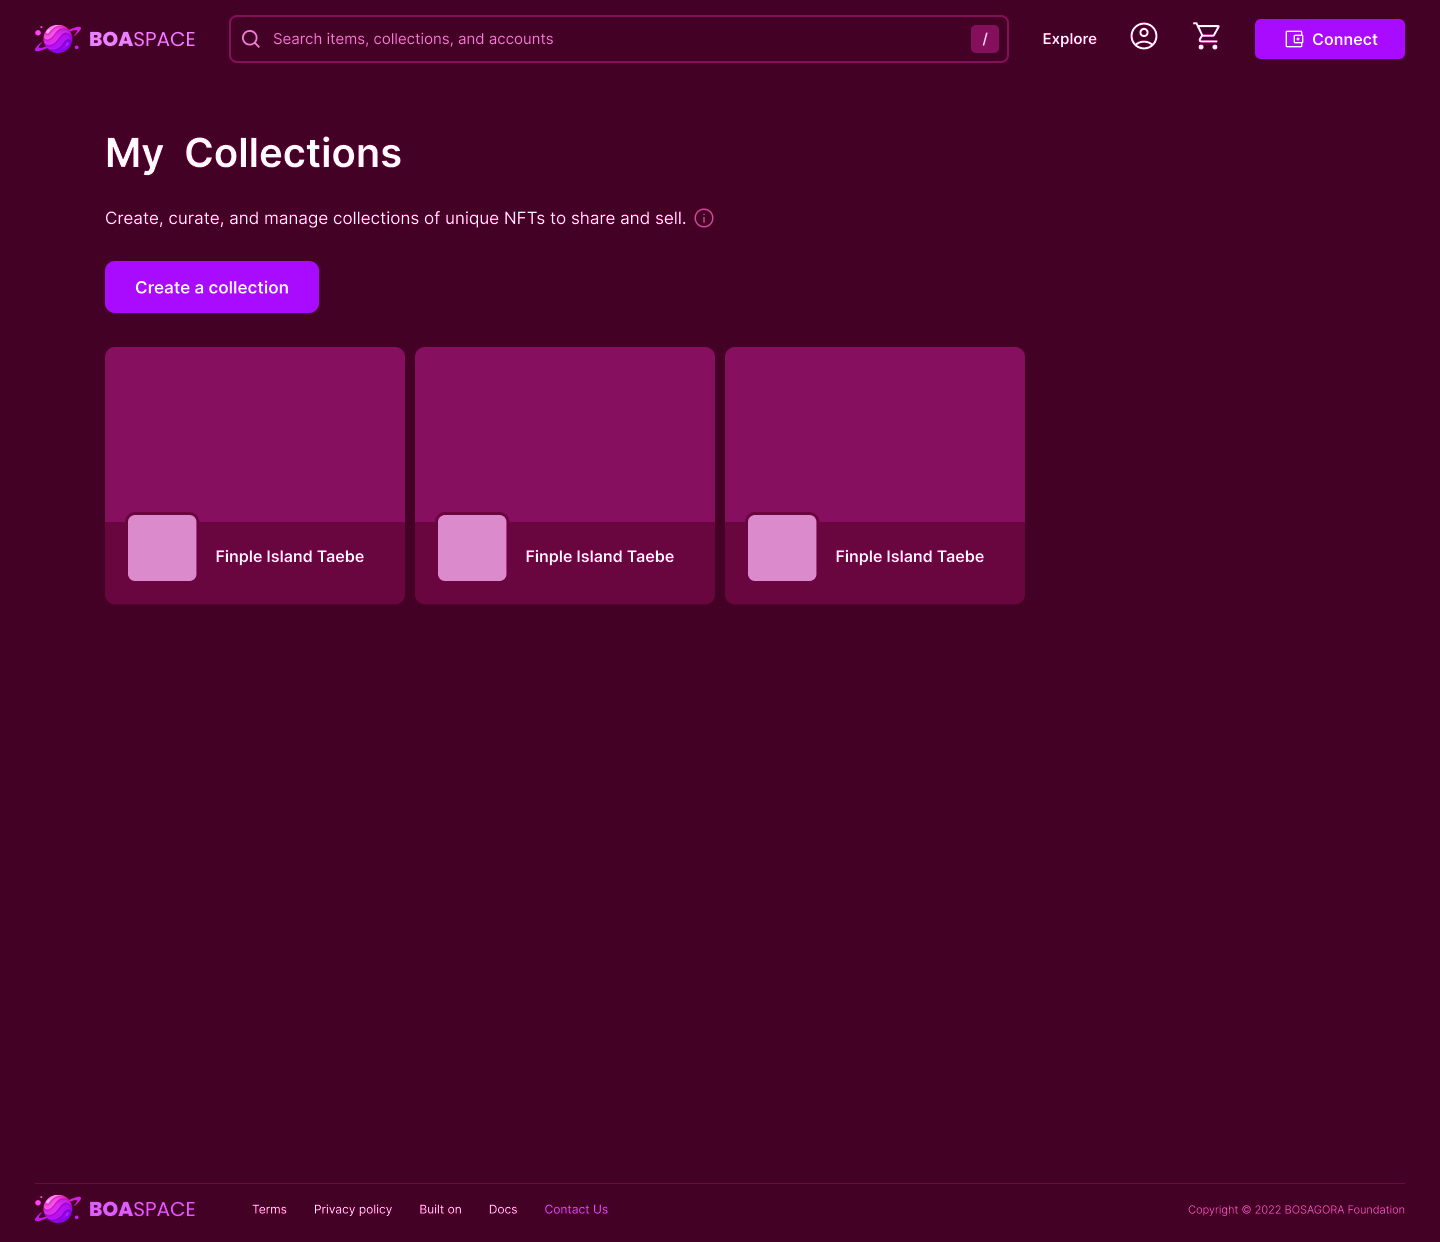 BOASPACE
Search items, collections, and accounts
/
Explore
Connect
My Collections
Create, curate, and manage collections of unique NFTs to share and sell.
Create a collection
Finple Island Taebe
Finple Island Taebe
Finple Island Taebe
BOASPACE
Terms
Privacy policy
Built on
Docs
Contact Us
Copyright © 2022 BOSAGORA Foundation